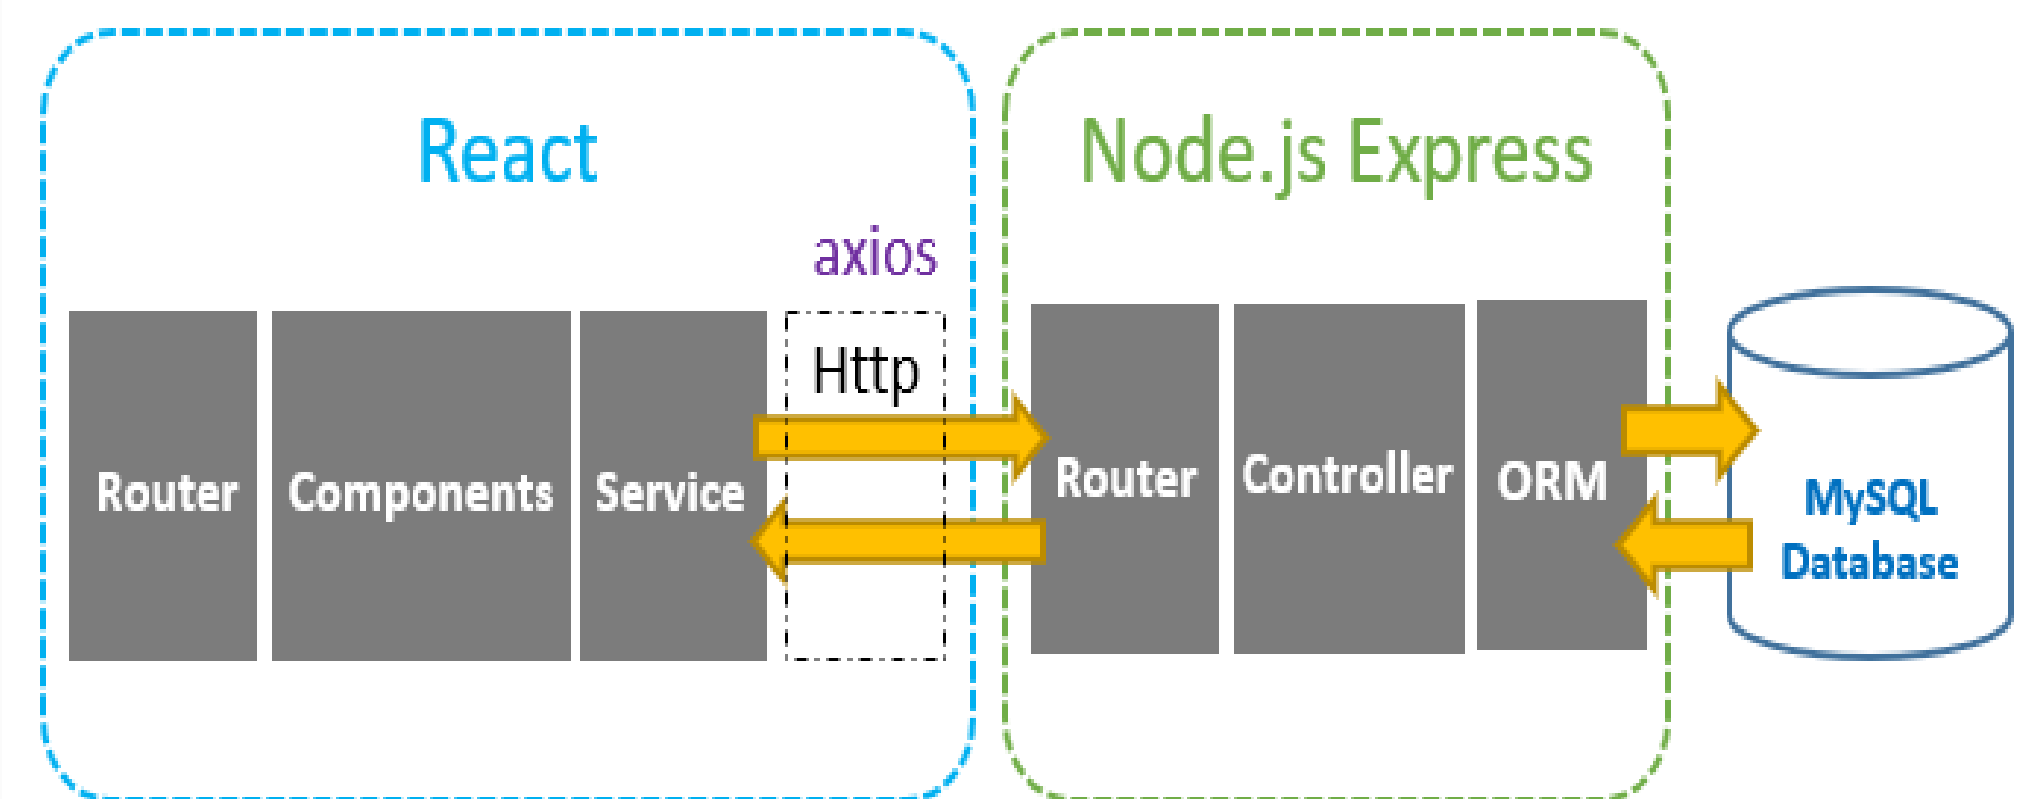 React
Node.js Express
axios
Http
Router
Components
Service
Router
Controller
ORM
MySQL
Database